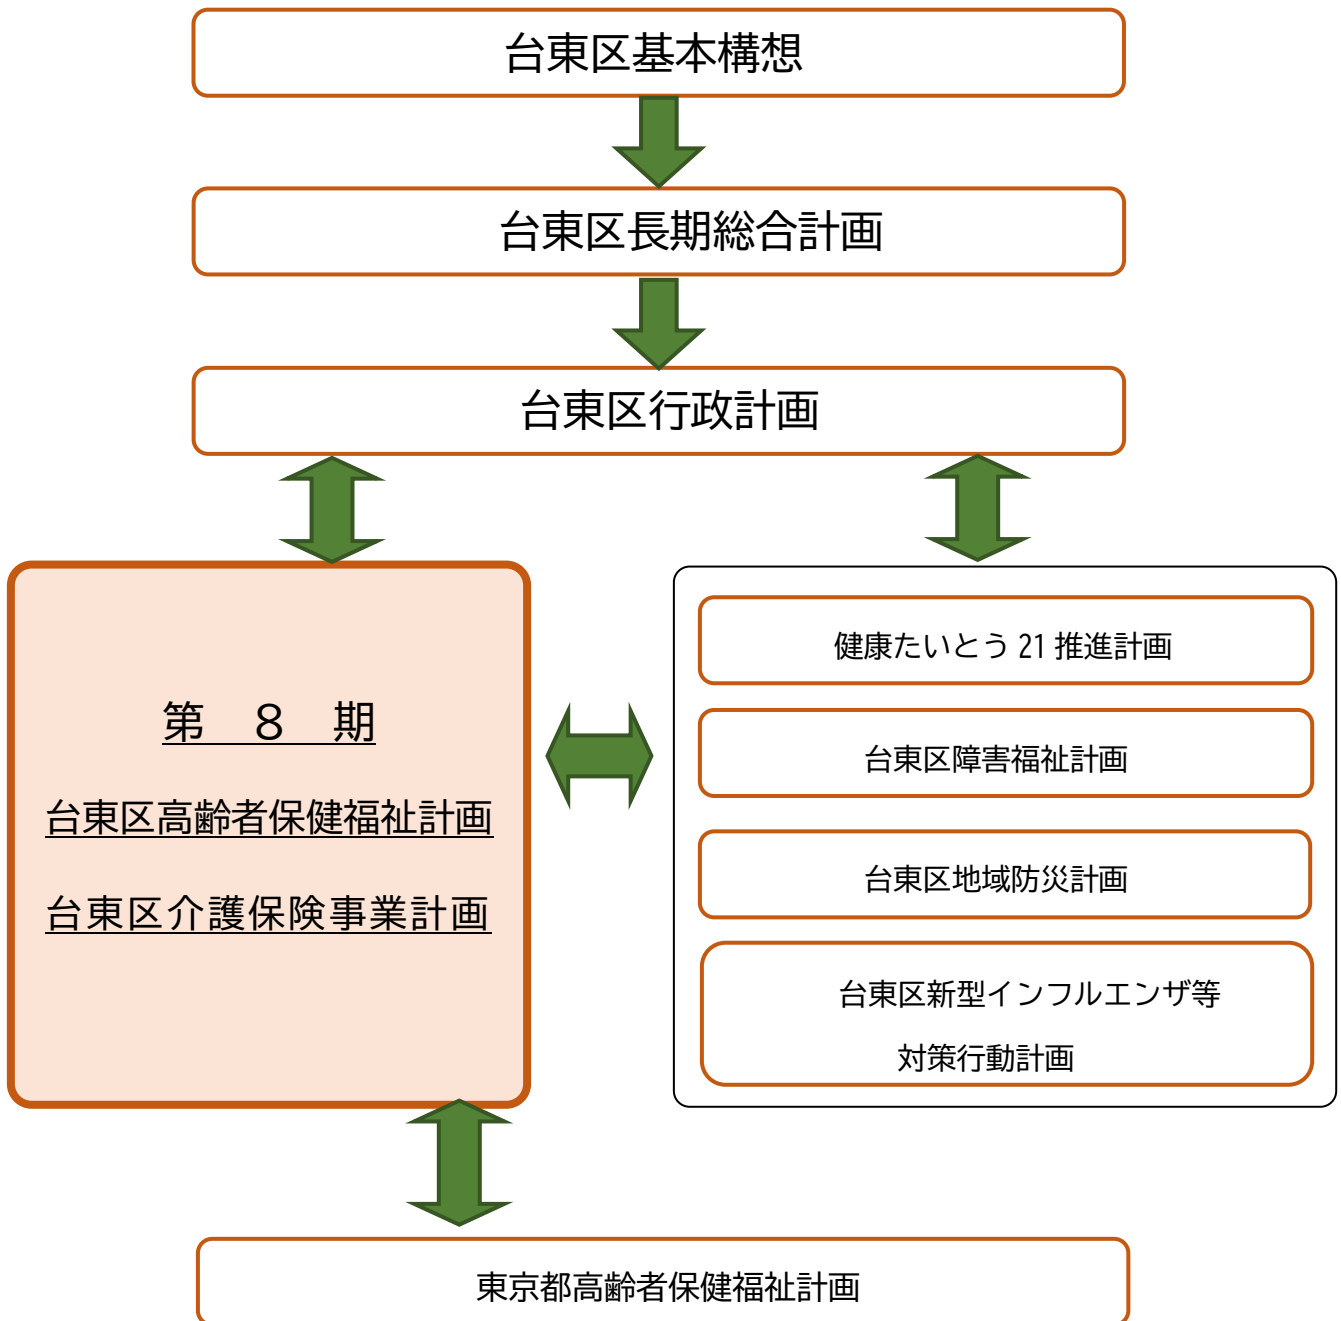 台東区基本構想
台東区長期総合計画
台東区行政計画
第　８　期
台東区高齢者保健福祉計画
台東区介護保険事業計画
健康たいとう 21 推進計画
台東区障害福祉計画
台東区地域防災計画
台東区新型インフルエンザ等
対策行動計画
東京都高齢者保健福祉計画